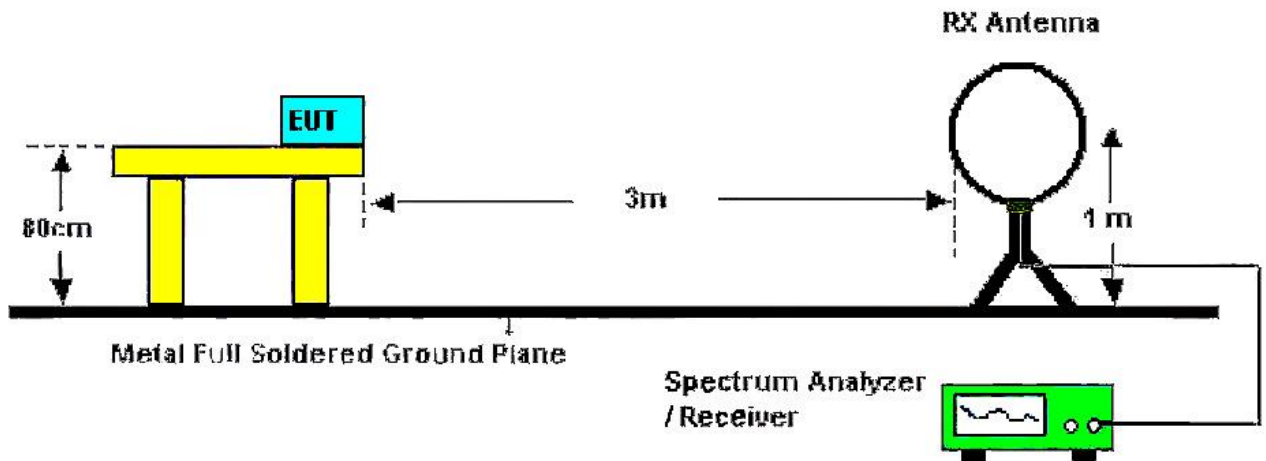 RX Antenna
EUT
3m
80cm
1 m
Metal Full Soldered Ground Plane
Spectrum Analyzer
/ Receiver